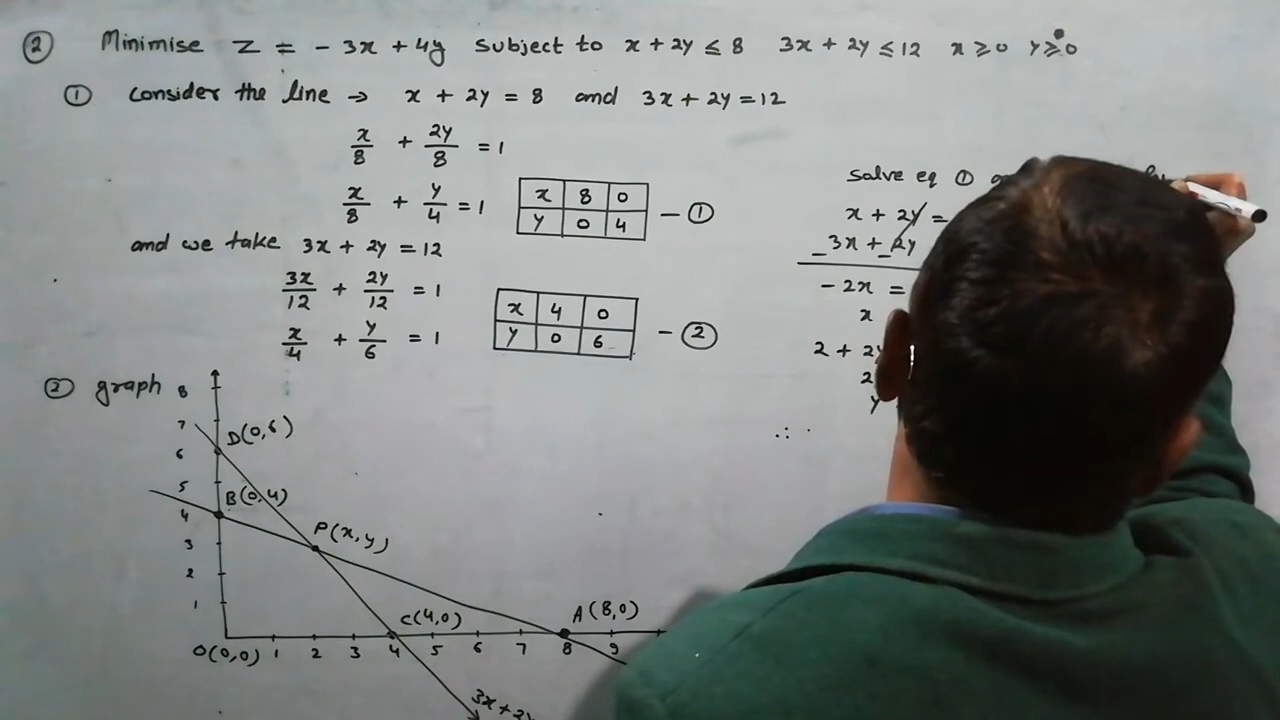 ② Minimise Z = - 3x + 4y subject to x + 2y ≤ 8 3x + 2y ≤ 12 x ≥ 0 y ≥ 0
① consider the line → x + 2y = 8 and 3x + 2y = 12
x/8 + 2y/8 = 1
x/8 + y/4 = 1
x 8 0
y 0 4
- ①
and we take 3x + 2y = 12
3x/12 + 2y/12 = 1
x/4 + y/6 = 1
x 4 0
y 0 6
- ②
solve eq ①
x + 2y =
3x + 2y
- -
- 2x =
x
2 + 2y
2
y
∴
② graph
8
7
6
5
4
3
2
1
D(0,6)
B(0,4)
P(x,y)
C(4,0)
A(8,0)
O(0,0) 1 2 3 4 5 6 7 8 9
3x + 2y